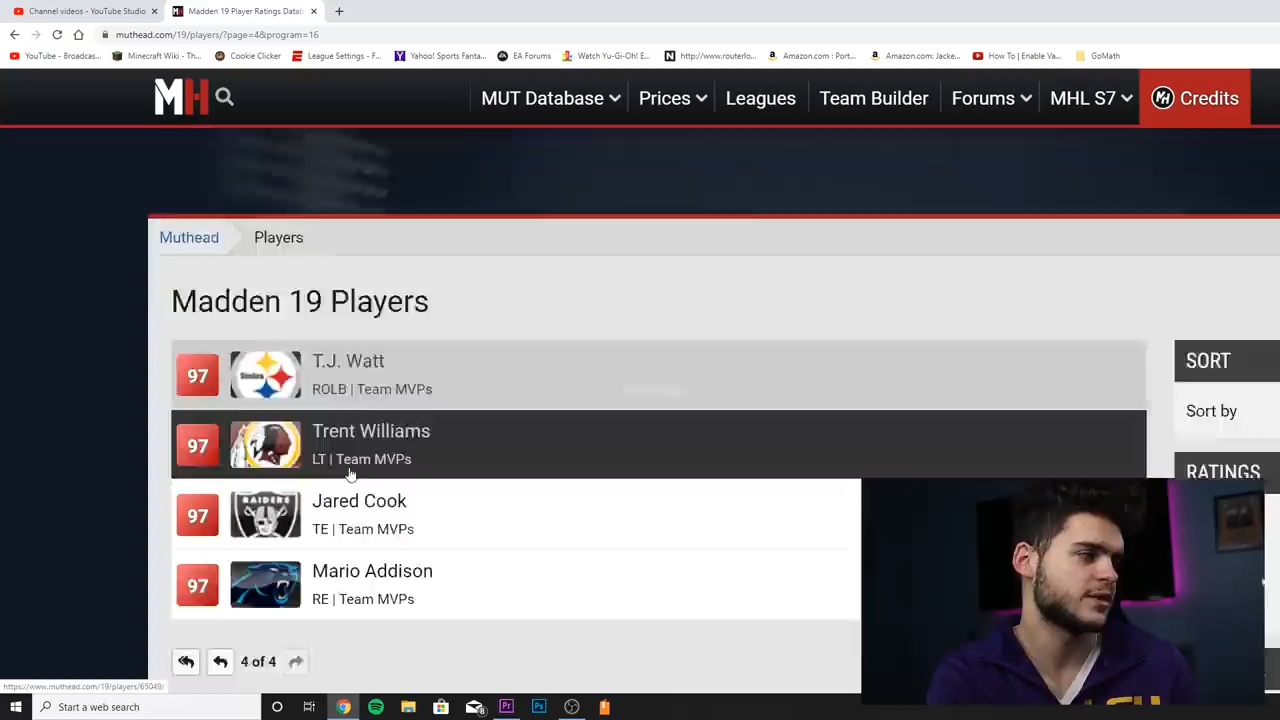 Channel videos - YouTube Studio
Madden 19 Player Ratings Datab
muthead.com/19/players/?page=4&program=16
YouTube - Broadcas...
Minecraft Wiki - Th...
Cookie Clicker
League Settings - F...
Yahoo! Sports Fanta...
EA Forums
Watch Yu-Gi-Oh! E...
http://www.routerlo...
Amazon.com : Port...
Amazon.com: Jacke...
How To | Enable Va...
GoMath
MH
MUT Database
Prices
Leagues
Team Builder
Forums
MHL S7
Credits
Muthead
Players
Madden 19 Players
97
T.J. Watt
ROLB | Team MVPs
97
Trent Williams
LT | Team MVPs
97
RAIDERS
Jared Cook
TE | Team MVPs
97
Mario Addison
RE | Team MVPs
4 of 4
SORT
Sort by
RATINGS
https://www.muthead.com/19/players/65049/
Start a web search